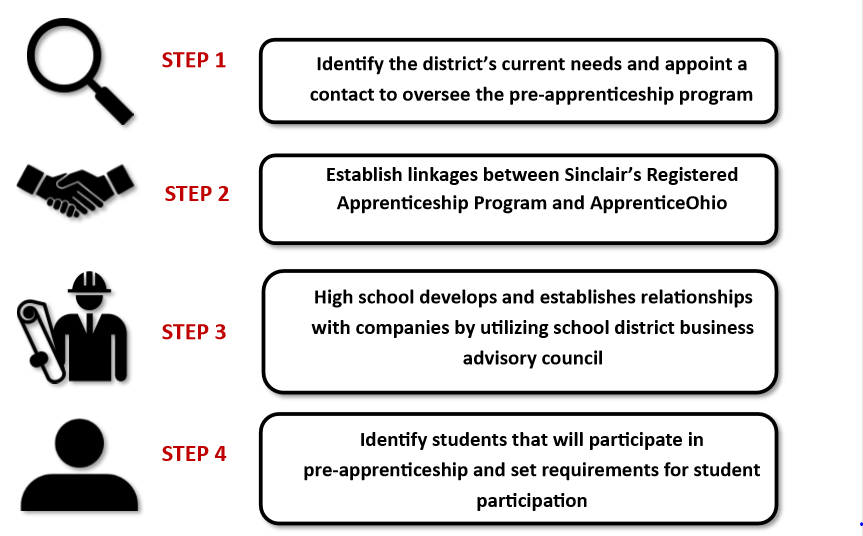 STEP 1
Identify the district’s current needs and appoint a
contact to oversee the pre-apprenticeship program
STEP 2
Establish linkages between Sinclair’s Registered
Apprenticeship Program and ApprenticeOhio
STEP 3
High school develops and establishes relationships
with companies by utilizing school district business
advisory council
STEP 4
Identify students that will participate in
pre-apprenticeship and set requirements for student
participation